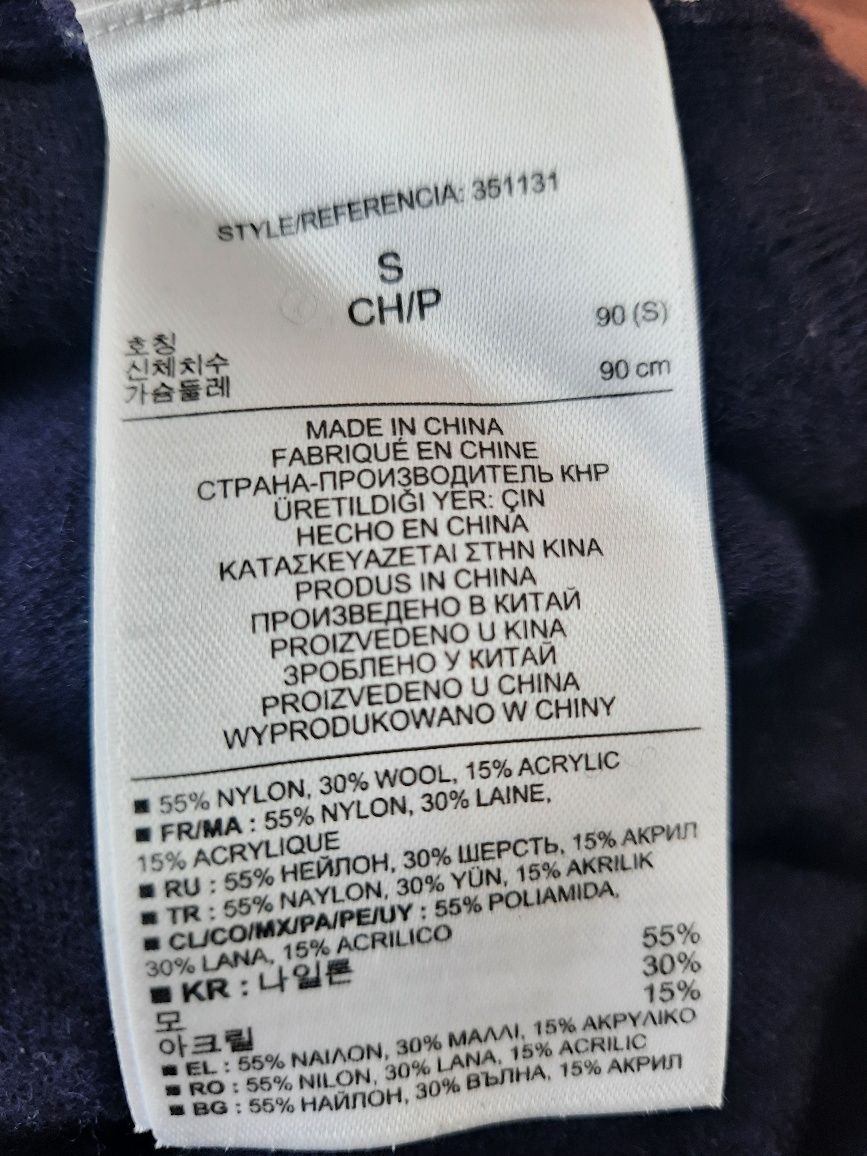 STYLE/REFERENCIA: 351131
S
CH/P
호칭 90 (S)
신체치수
가슴둘레 90 cm
MADE IN CHINA
FABRIQUÉ EN CHINE
СТРАНА-ПРОИЗВОДИТЕЛЬ КНР
ÜRETILDIĞI YER: ÇIN
HECHO EN CHINA
ΚΑΤΑΣΚΕΥΑΖΕΤΑΙ ΣΤΗΝ ΚΙΝΑ
PRODUS IN CHINA
ПРОИЗВЕДЕНО В КИТАЙ
PROIZVEDENO U KINA
ЗРОБЛЕНО У КИТАЙ
PROIZVEDENO U CHINA
WYPRODUKOWANO W CHINY
■ 55% NYLON, 30% WOOL, 15% ACRYLIC
■ FR/MA : 55% NYLON, 30% LAINE,
15% ACRYLIQUE
■ RU : 55% НЕЙЛОН, 30% ШЕРСТЬ, 15% АКРИЛ
■ TR : 55% NAYLON, 30% YÜN, 15% AKRILIK
■ CL/CO/MX/PA/PE/UY : 55% POLIAMIDA,
30% LANA, 15% ACRILICO
■ KR : 나일론 55%
모 30%
아크릴 15%
■ EL : 55% ΝΑΙΛΟΝ, 30% ΜΑΛΛΙ, 15% ΑΚΡΥΛΙΚΟ
■ RO : 55% NILON, 30% LANA, 15% ACRILIC
■ BG : 55% НАЙЛОН, 30% ВЪЛНА, 15% АКРИЛ